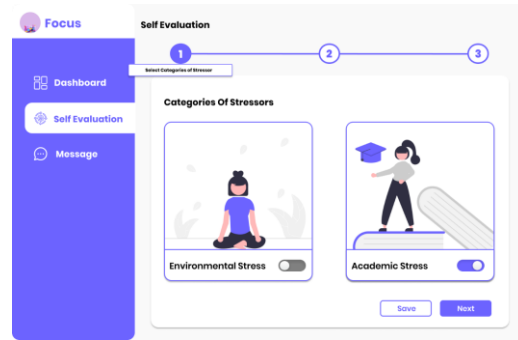 Focus
Self Evaluation
1
2
3
Select Categories of Stressor
Dashboard
Self Evaluation
Message
Categories Of Stressors
Environmental Stress
Academic Stress
Save
Next